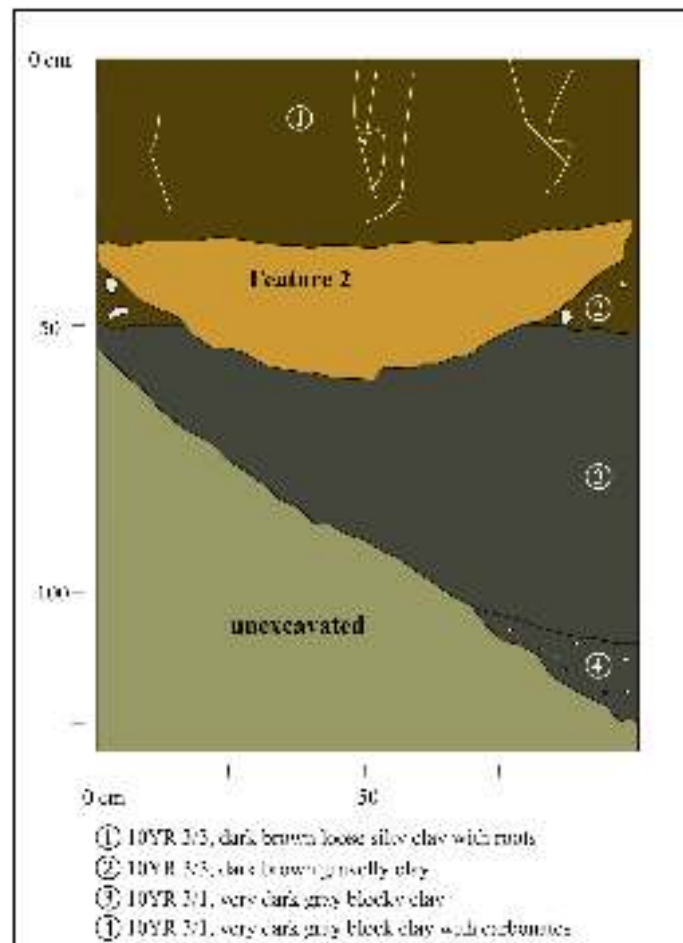 0 cm
①
Feature 2
②
50
③
100
unexcavated
④
0 cm
50
① 10YR 3/3, dark brown loose silty clay with roots
② 10YR 3/3, dark brown gravelly clay
③ 10YR 3/1, very dark gray blocky clay
④ 10YR 3/1, very dark gray block clay with carbonates